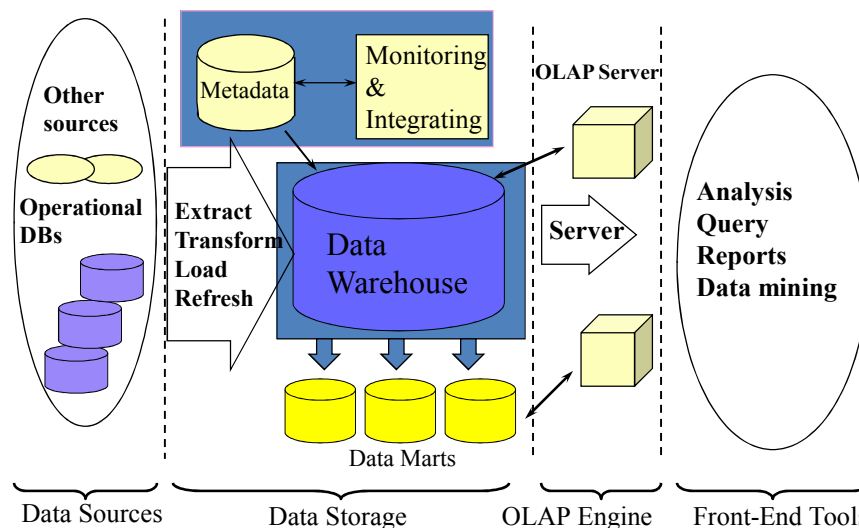 Other
sources
Operational
DBs
Extract
Transform
Load
Refresh
Metadata
Monitoring
&
Integrating
Data
Warehouse
Data Marts
OLAP Server
Server
Analysis
Query
Reports
Data mining
Data Sources
Data Storage
OLAP Engine
Front-End Tool